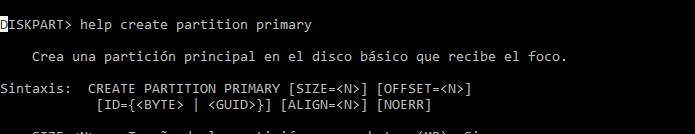 DISKPART> help create partition primary
Crea una partición principal en el disco básico que recibe el foco.
Sintaxis: CREATE PARTITION PRIMARY [SIZE=<N>] [OFFSET=<N>]
[ID={<BYTE> | <GUID>}] [ALIGN=<N>] [NOERR]